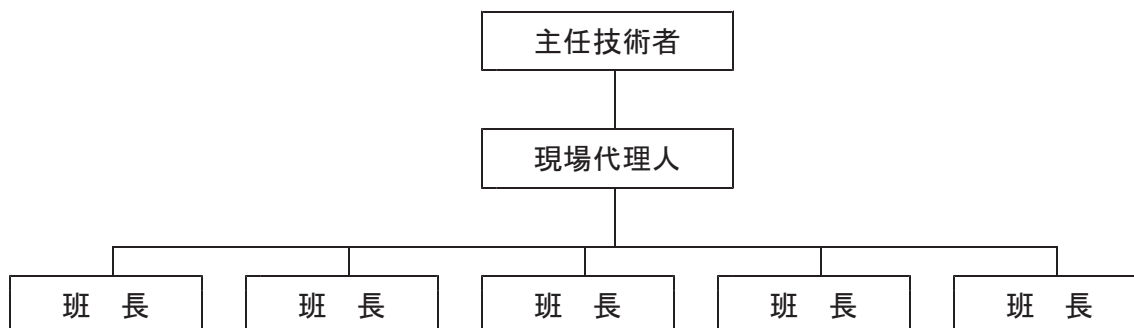 主任技術者
現場代理人
班　長
班　長
班　長
班　長
班　長